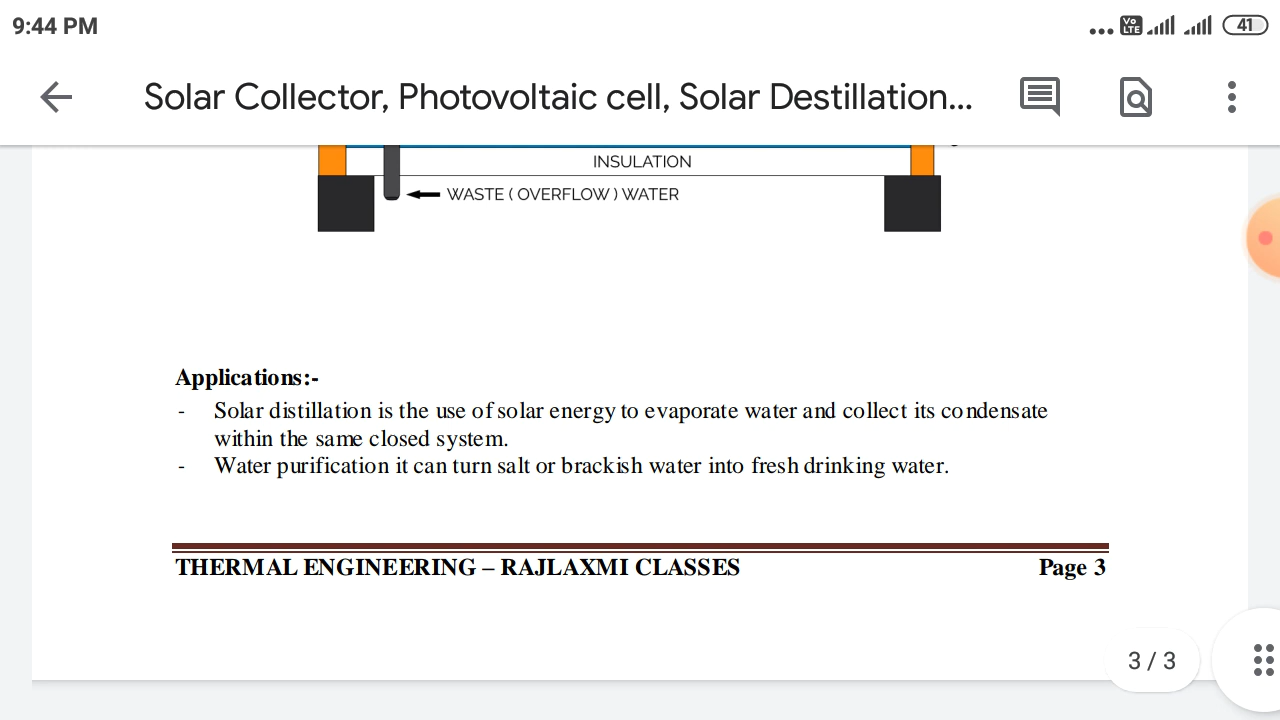 9:44 PM
Vo LTE
41
Solar Collector, Photovoltaic cell, Solar Destillation...
INSULATION
WASTE ( OVERFLOW ) WATER
Applications:-
- Solar distillation is the use of solar energy to evaporate water and collect its condensate
within the same closed system.
- Water purification it can turn salt or brackish water into fresh drinking water.
THERMAL ENGINEERING – RAJLAXMI CLASSES Page 3
3 / 3